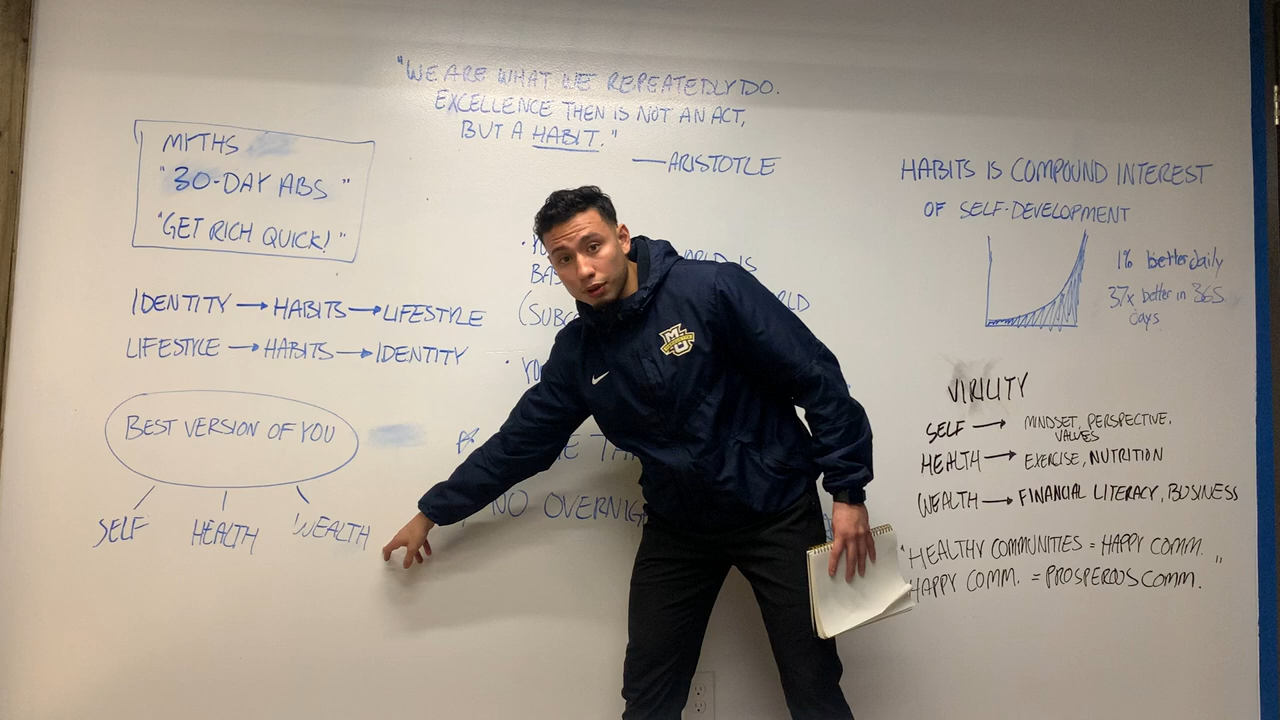 "WE ARE WHAT WE REPEATEDLY DO.
EXCELLENCE THEN IS NOT AN ACT,
BUT A HABIT."
—ARISTOTLE
MYTHS
"30-DAY ABS"
"GET RICH QUICK!"
IDENTITY → HABITS → LIFESTYLE
LIFESTYLE → HABITS → IDENTITY
BEST VERSION OF YOU
SELF HEALTH WEALTH
IS
NO
HABITS IS COMPOUND INTEREST
OF SELF-DEVELOPMENT
1% better daily
37x better in 365
days
VIRILITY
SELF → MINDSET, PERSPECTIVE,
VALUES
HEALTH → EXERCISE, NUTRITION
WEALTH → FINANCIAL LITERACY, BUSINESS
"HEALTHY COMMUNITIES = HAPPY COMM.
HAPPY COMM. = PROSPEROUS COMM."
MU